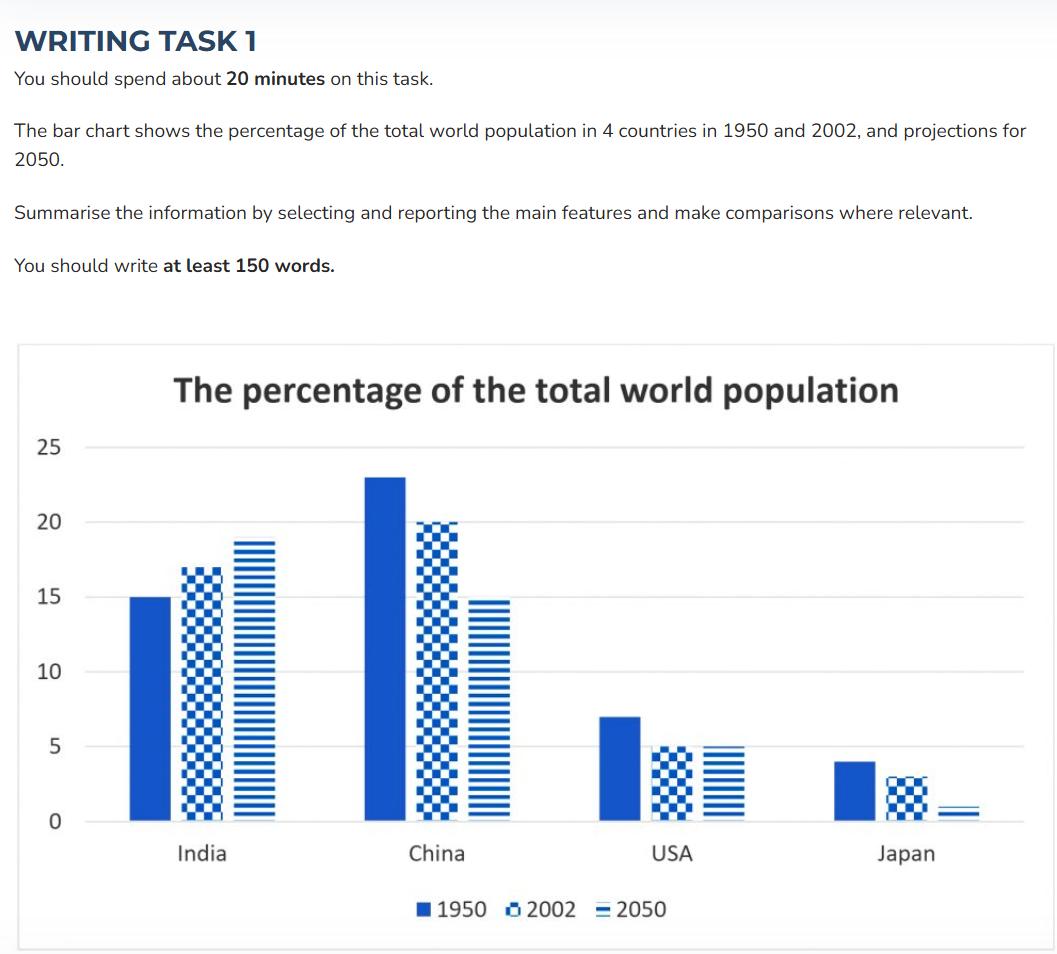 WRITING TASK 1
You should spend about 20 minutes on this task.
The bar chart shows the percentage of the total world population in 4 countries in 1950 and 2002, and projections for
2050.
Summarise the information by selecting and reporting the main features and make comparisons where relevant.
You should write at least 150 words.
The percentage of the total world population
25
20
15
10
5
0
India China USA Japan
1950 2002 2050